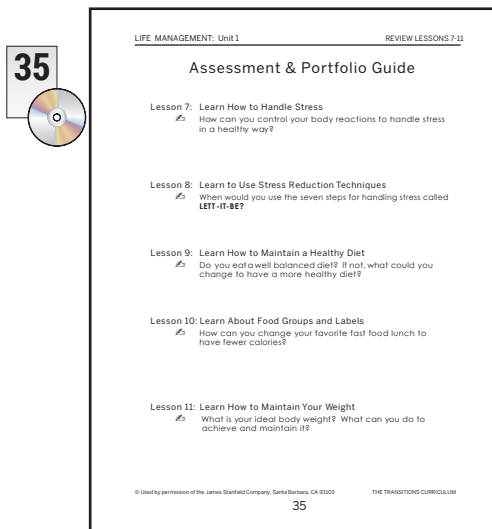 35
LIFE MANAGEMENT: Unit 1 REVIEW LESSONS 7-11
Assessment & Portfolio Guide
Lesson 7: Learn How to Handle Stress
How can you control your body reactions to handle stress
in a healthy way?
Lesson 8: Learn to Use Stress Reduction Techniques
When would you use the seven steps for handling stress called
LETT-IT-BE?
Lesson 9: Learn How to Maintain a Healthy Diet
Do you eat a well balanced diet? If not, what could you
change to have a more healthy diet?
Lesson 10: Learn About Food Groups and Labels
How can you change your favorite fast food lunch to
have fewer calories?
Lesson 11: Learn How to Maintain Your Weight
What is your ideal body weight? What can you do to
achieve and maintain it?
© Used by permission of the James Stanfield Company, Santa Barbara, CA 93103 THE TRANSITIONS CURRICULUM
35